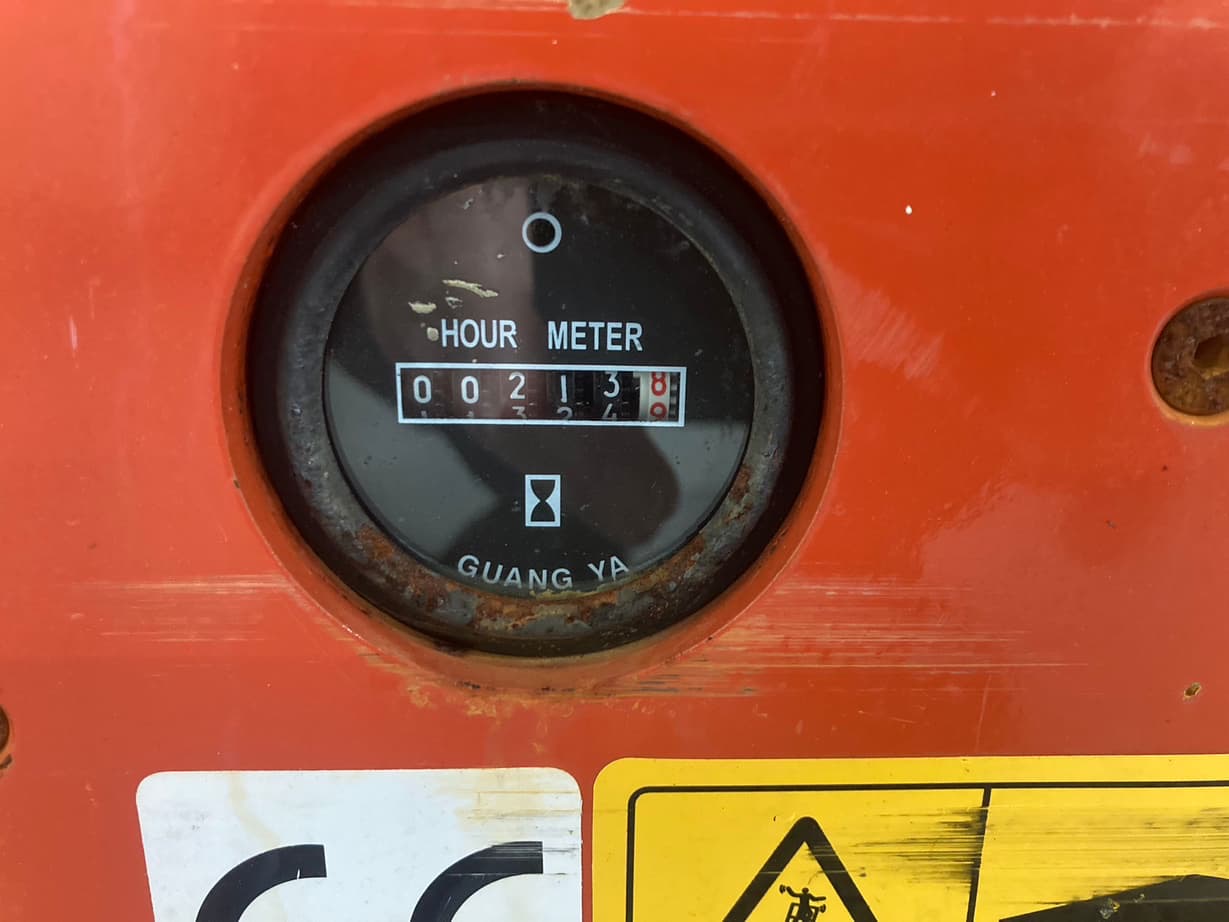 HOUR METER
002138
GUANG YA
CE